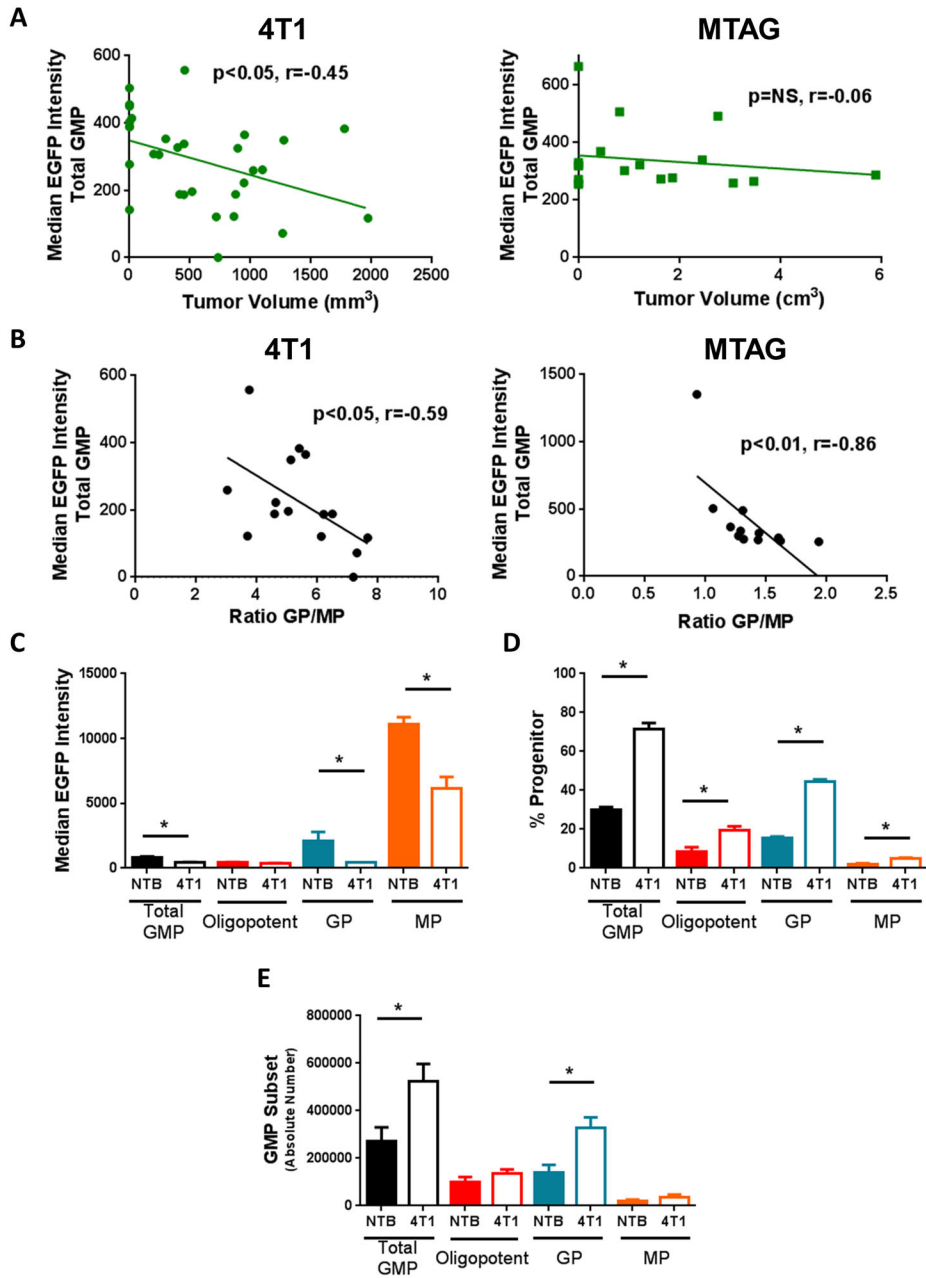 A
4T1
MTAG
p<0.05, r=-0.45
p=NS, r=-0.06
Median EGFP Intensity
Total GMP
600
400
200
0
0
500
1000
1500
2000
2500
Tumor Volume (mm³)
Median EGFP Intensity
Total GMP
600
400
200
0
0
2
4
6
Tumor Volume (cm³)
B
4T1
MTAG
p<0.05, r=-0.59
p<0.01, r=-0.86
Median EGFP Intensity
Total GMP
600
400
200
0
0
2
4
6
8
10
Ratio GP/MP
Median EGFP Intensity
Total GMP
1500
1000
500
0
0.0
0.5
1.0
1.5
2.0
2.5
Ratio GP/MP
C
Median EGFP Intensity
15000
10000
5000
0
*
*
*
NTB 4T1 NTB 4T1 NTB 4T1 NTB 4T1
Total
GMP
Oligopotent
GP
MP
D
% Progenitor
100
80
60
40
20
0
*
*
*
*
NTB 4T1 NTB 4T1 NTB 4T1 NTB 4T1
Total
GMP
Oligopotent
GP
MP
E
GMP Subset
(Absolute Number)
800000
600000
400000
200000
0
*
*
NTB 4T1 NTB 4T1 NTB 4T1 NTB 4T1
Total
GMP
Oligopotent
GP
MP